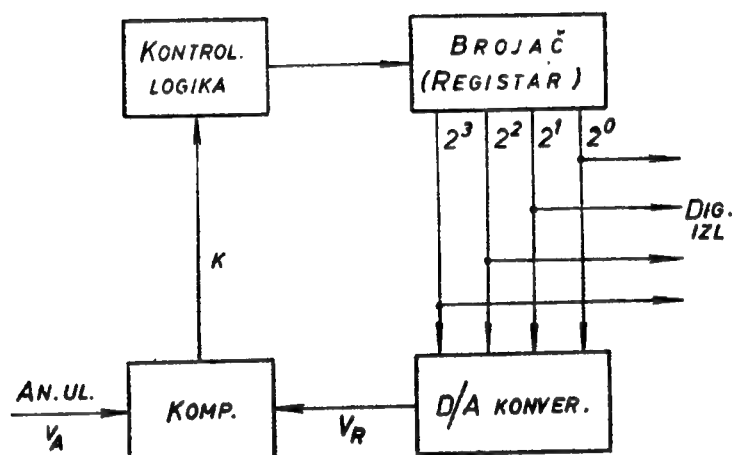 KONTROL.
LOGIKA
BROJAČ
(REGISTAR)
2³ 2² 2¹ 2⁰
DIG.
IZL
K
AN. UL.
V_A
KOMP.
V_R
D/A KONVER.